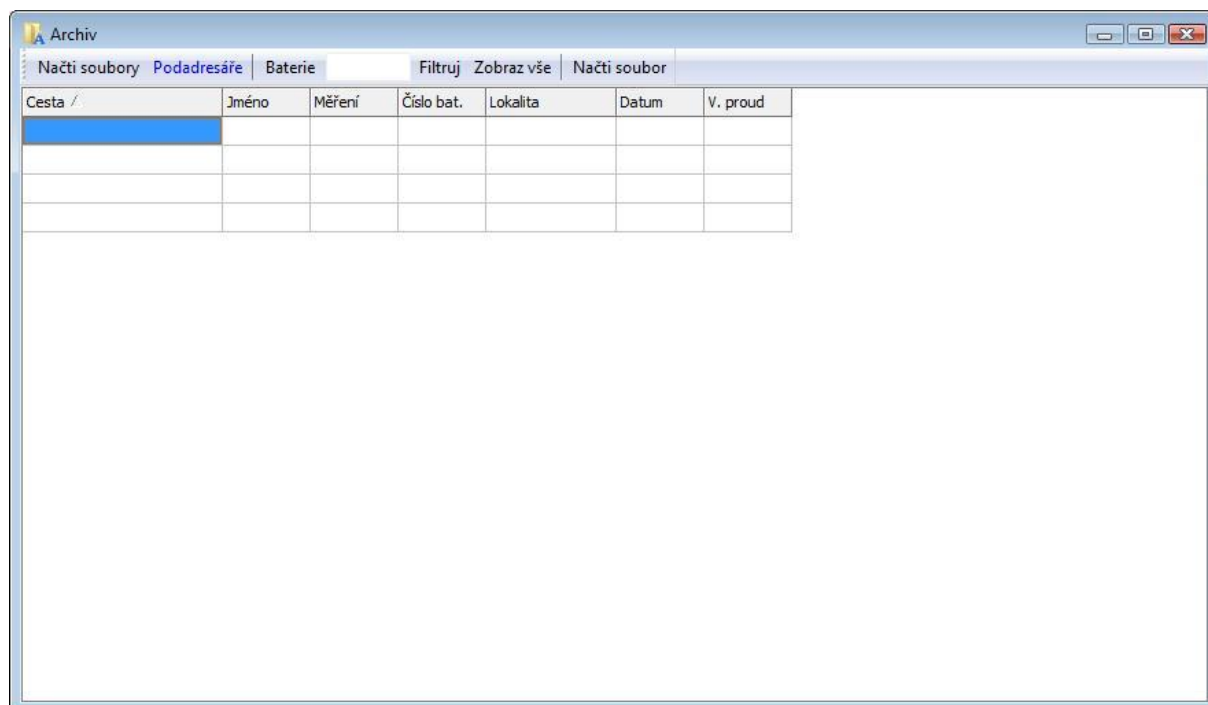 Archiv
Načti soubory Podadresáře Baterie Filtruj Zobraz vše Načti soubor
Cesta / Jméno Měření Číslo bat. Lokalita Datum V. proud